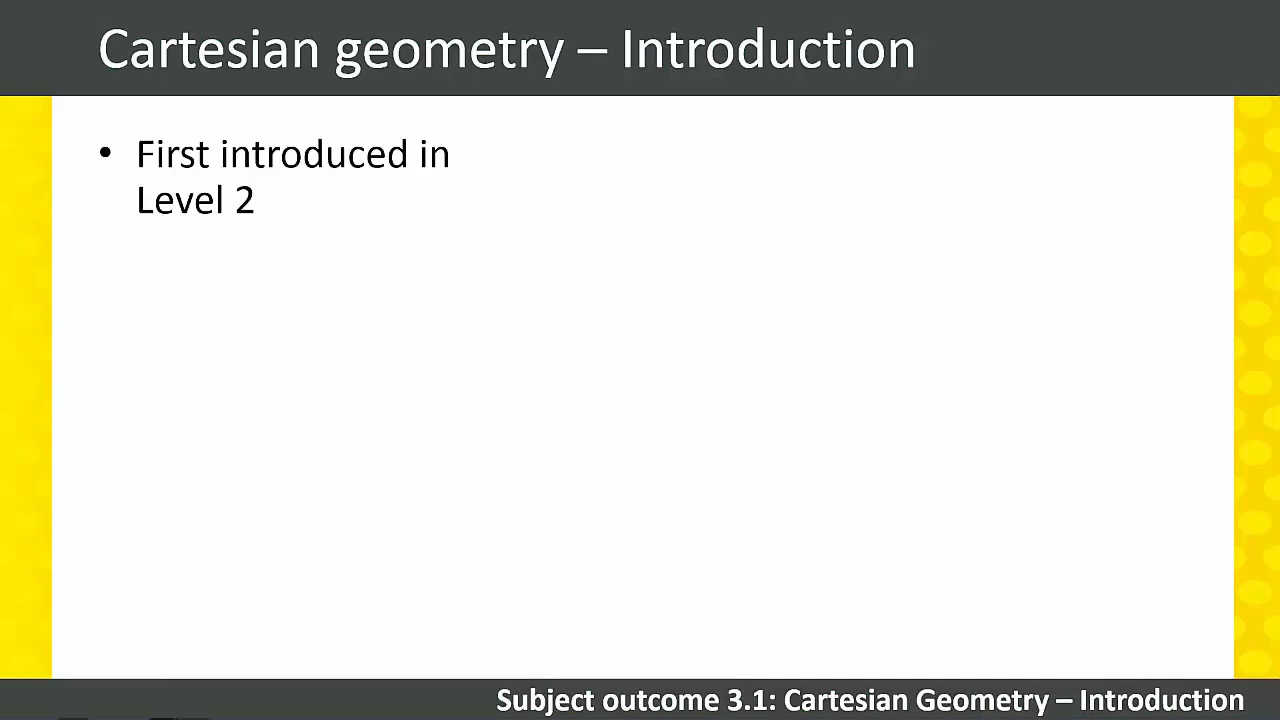 Cartesian geometry – Introduction
• First introduced in
Level 2
Subject outcome 3.1: Cartesian Geometry – Introduction